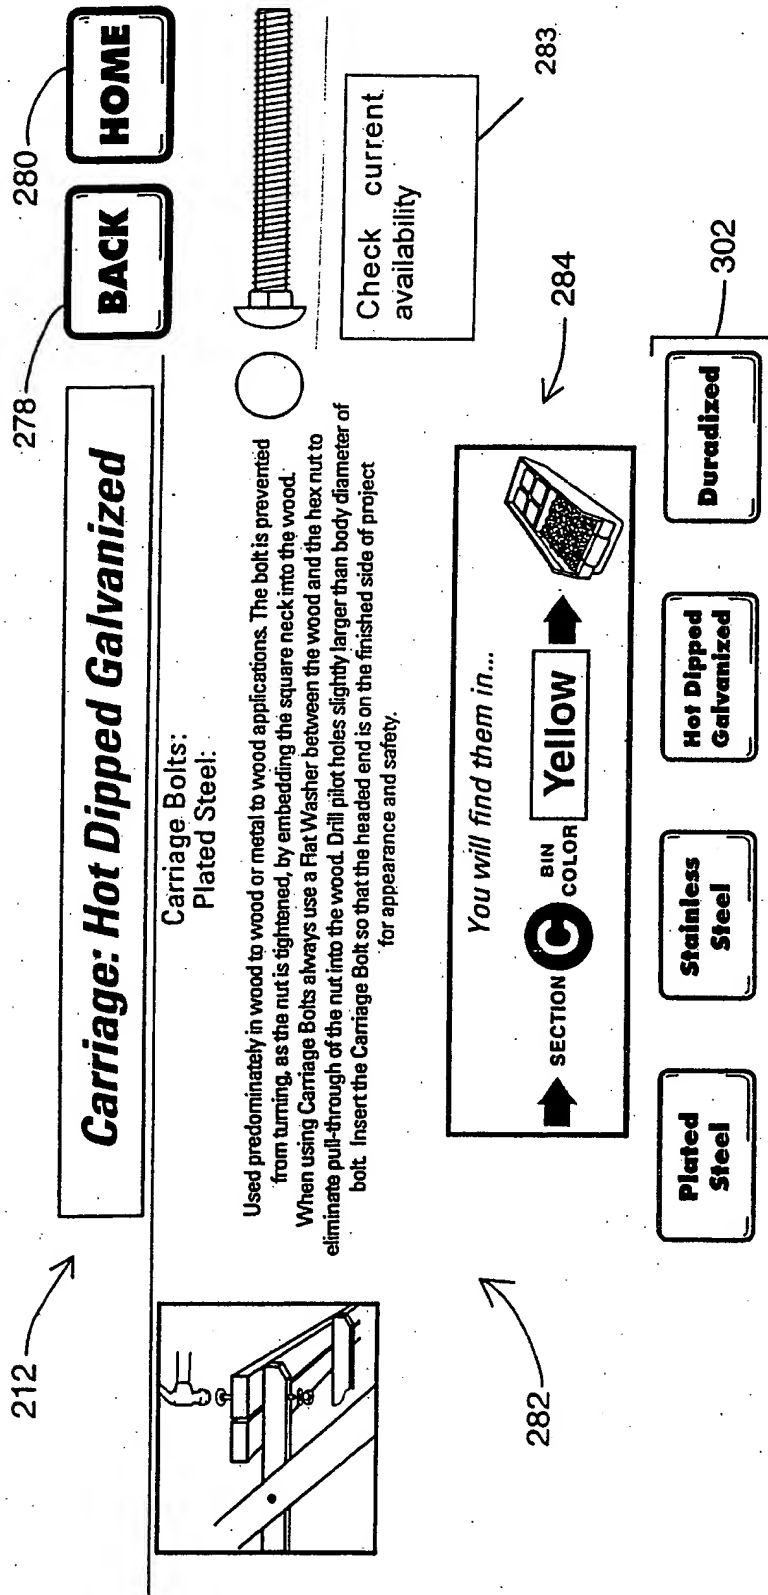 212
278
280
Carriage: Hot Dipped Galvanized
BACK
HOME
Carriage Bolts:
Plated Steel:
Used predominately in wood to wood or metal to wood applications. The bolt is prevented
from turning, as the nut is tightened, by embedding the square neck into the wood.
When using Carriage Bolts always use a Flat Washer between the wood and the hex nut to
eliminate pull-through of the nut into the wood. Drill pilot holes slightly larger than body diameter of
bolt. Insert the Carriage Bolt so that the headed end is on the finished side of project
for appearance and safety.
Check current
availability
283
282
You will find them in...
SECTION C BIN
COLOR Yellow
284
Plated
Steel
Stainless
Steel
Hot Dipped
Galvanized
Duradized
302